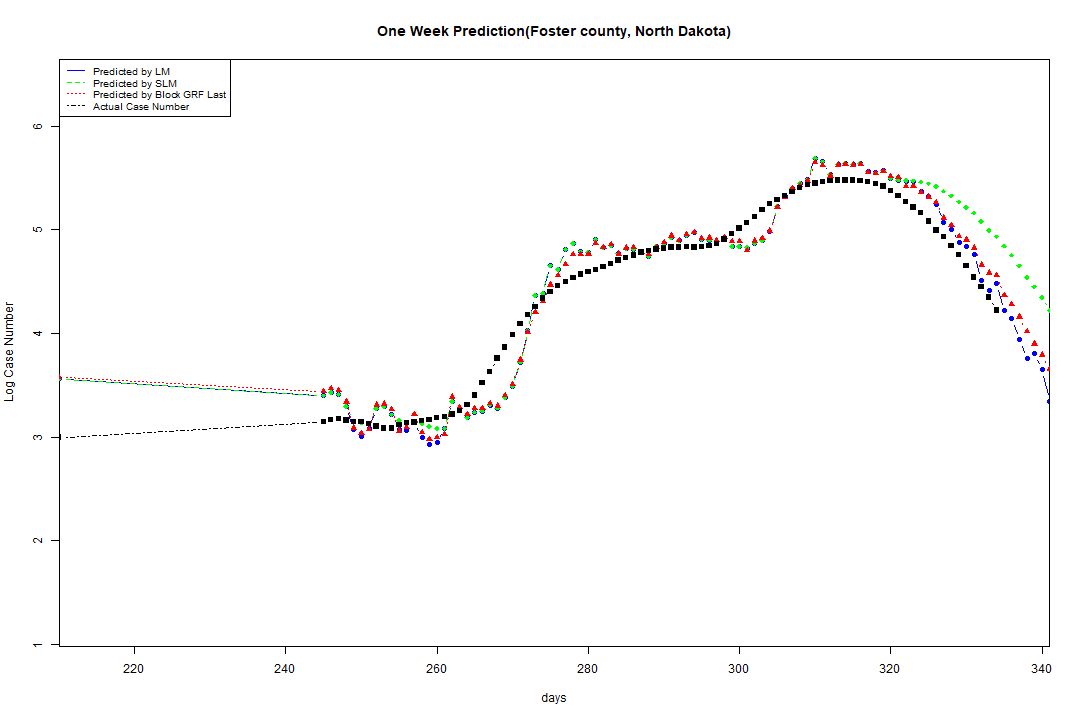 One Week Prediction(Foster county, North Dakota)
Predicted by LM
Predicted by SLM
Predicted by Block GRF Last
Actual Case Number
Log Case Number
6
5
4
3
2
1
220 240 260 280 300 320 340
days